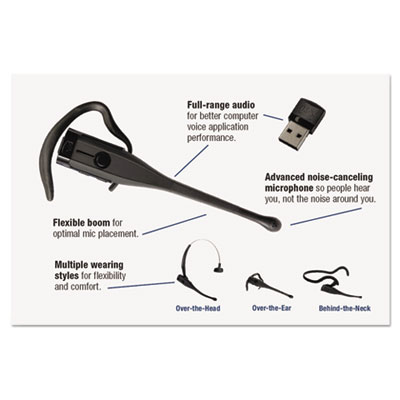 Full-range audio
for better computer
voice application
performance.
Advanced noise-canceling
microphone so people hear
you, not the noise around you.
Flexible boom for
optimal mic placement.
Multiple wearing
styles for flexibility
and comfort.
Over-the-Head
Over-the-Ear
Behind-the-Neck